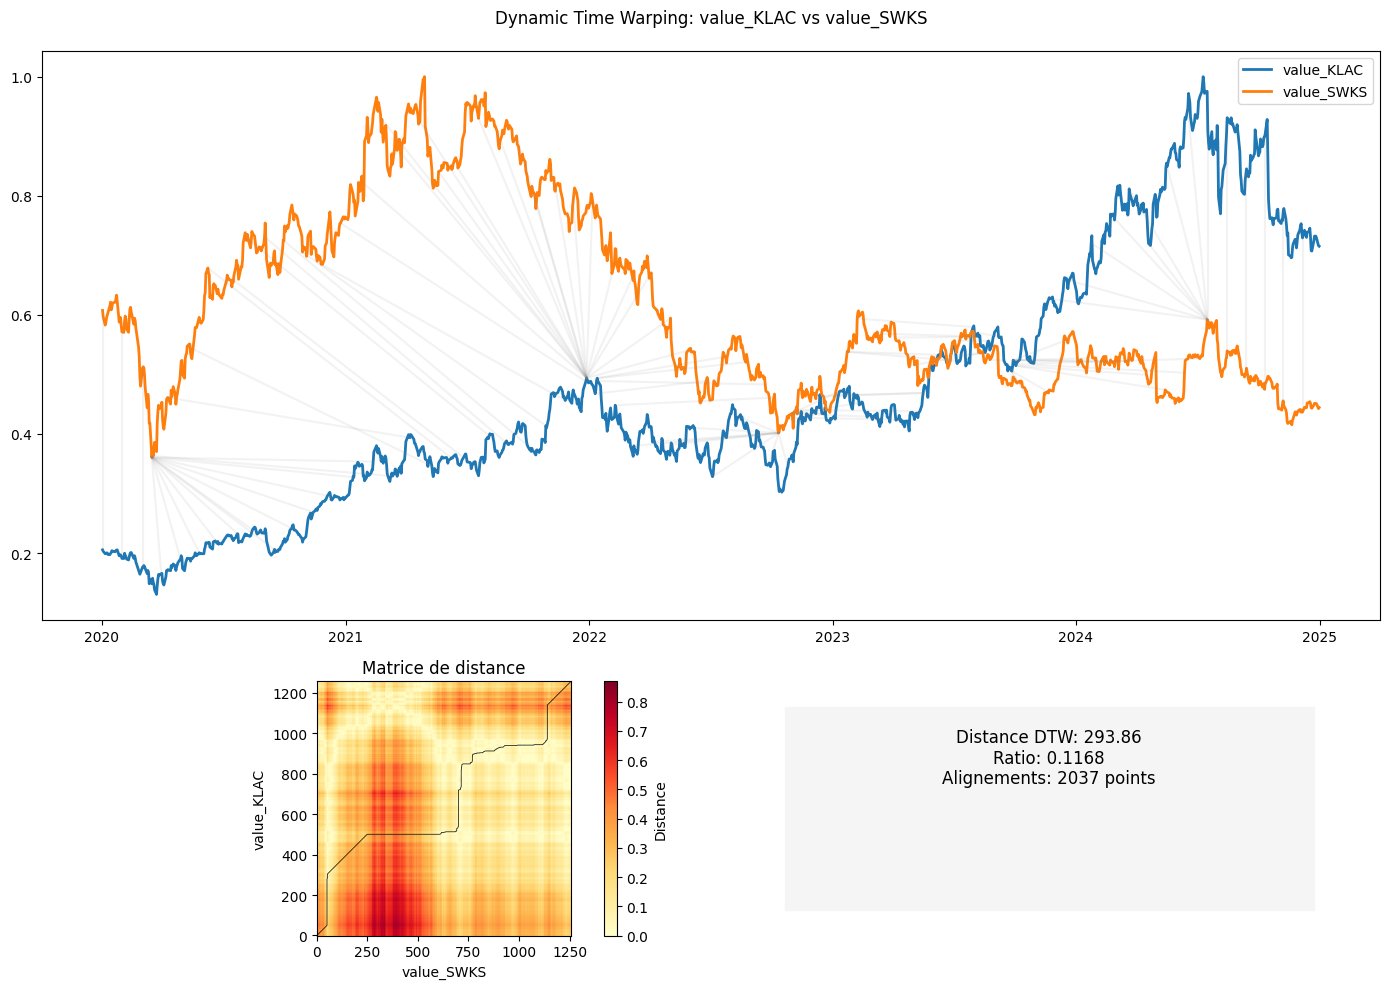 Dynamic Time Warping: value_KLAC vs value_SWKS
value_KLAC
value_SWKS
1.0
0.8
0.6
0.4
0.2
2020 2021 2022 2023 2024 2025
Matrice de distance
value_KLAC
1200
1000
800
600
400
200
0
0 250 500 750 1000 1250
value_SWKS
0.8
0.7
0.6
0.5
0.4
0.3
0.2
0.1
0.0
Distance
Distance DTW: 293.86
Ratio: 0.1168
Alignements: 2037 points